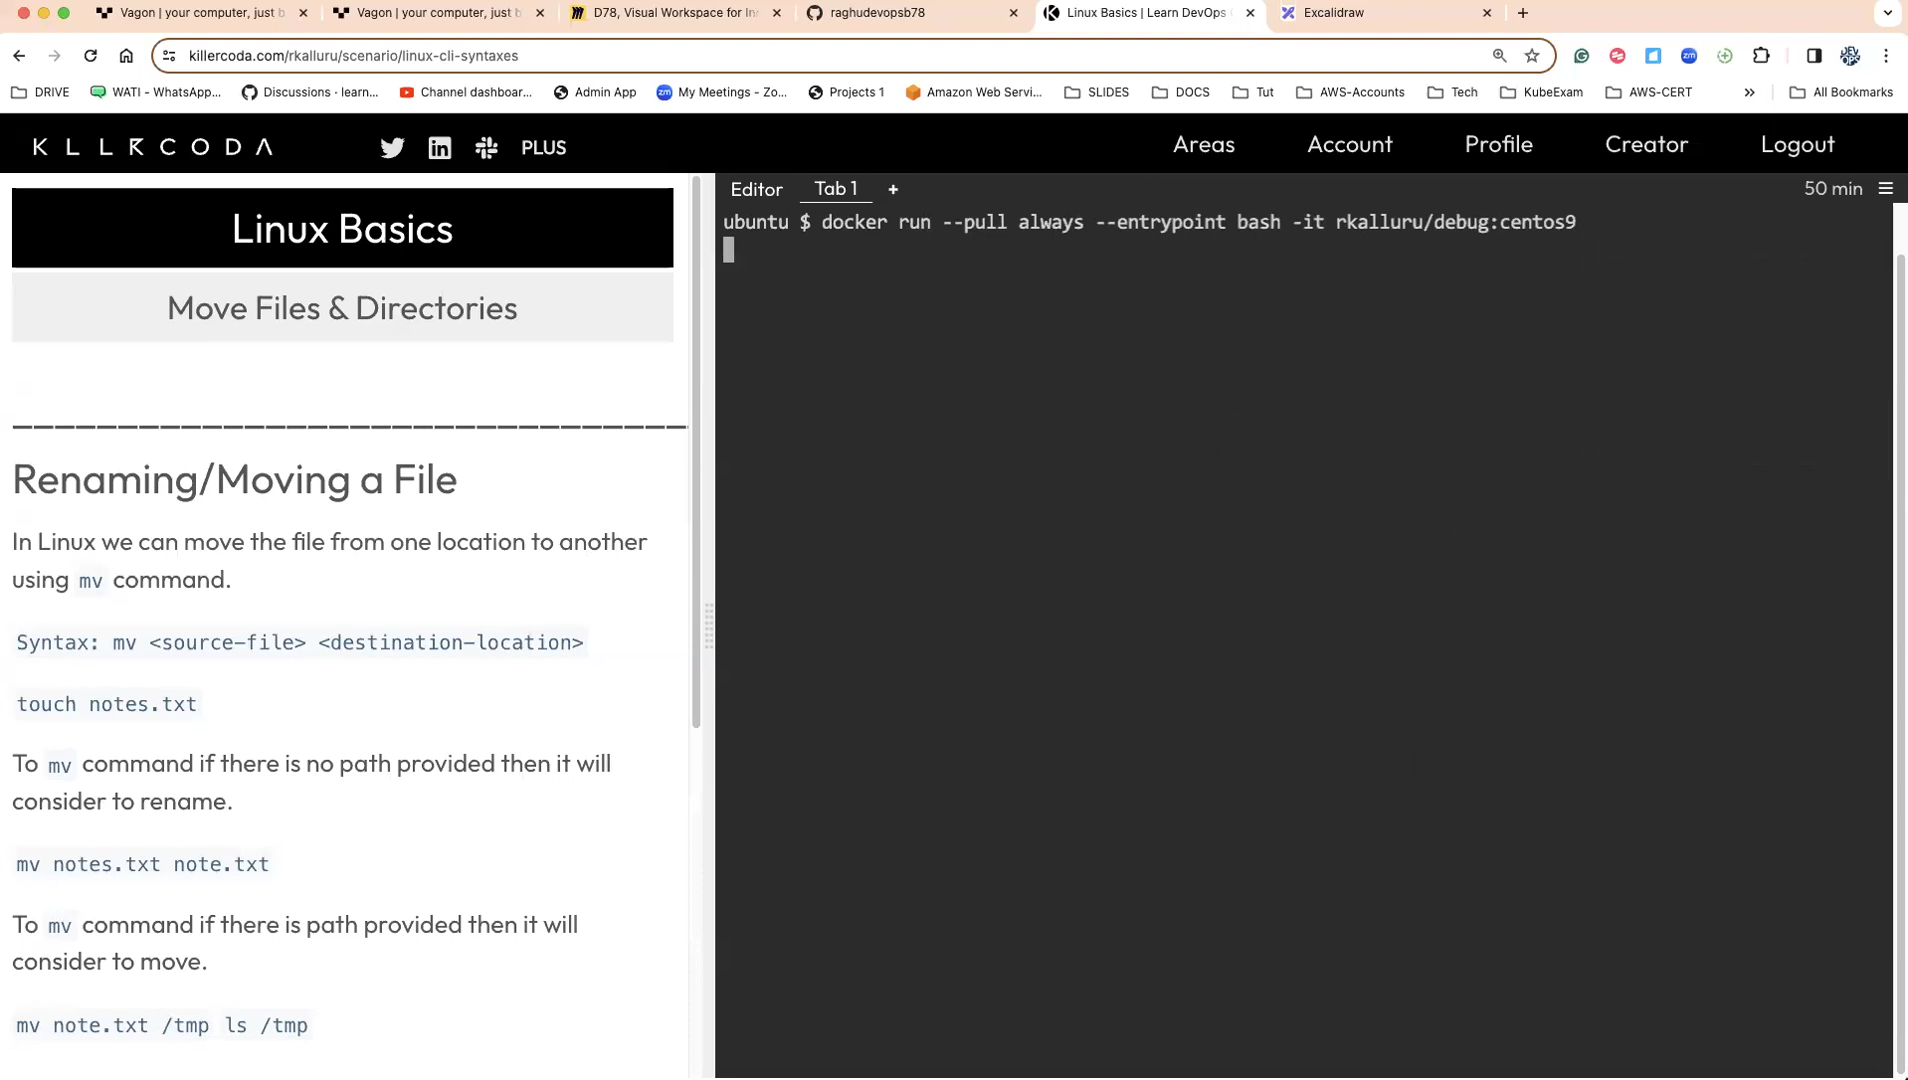 Vagon | your computer, just b
Vagon | your computer, just b
D78, Visual Workspace for In
raghudevopsb78
Linux Basics | Learn DevOps
Excalidraw
killercoda.com/rkalluru/scenario/linux-cli-syntaxes
DRIVE
WATI - WhatsApp...
Discussions · learn...
Channel dashboar...
Admin App
My Meetings - Zo...
Projects 1
Amazon Web Servi...
SLIDES
DOCS
Tut
AWS-Accounts
Tech
KubeExam
AWS-CERT
All Bookmarks
KLLRCODA
PLUS
Areas
Account
Profile
Creator
Logout
Linux Basics
Move Files & Directories
Renaming/Moving a File
In Linux we can move the file from one location to another
using mv command.
Syntax: mv <source-file> <destination-location>
touch notes.txt
To mv command if there is no path provided then it will
consider to rename.
mv notes.txt note.txt
To mv command if there is path provided then it will
consider to move.
mv note.txt /tmp ls /tmp
Editor
Tab 1
+
50 min
ubuntu $ docker run --pull always --entrypoint bash -it rkalluru/debug:centos9